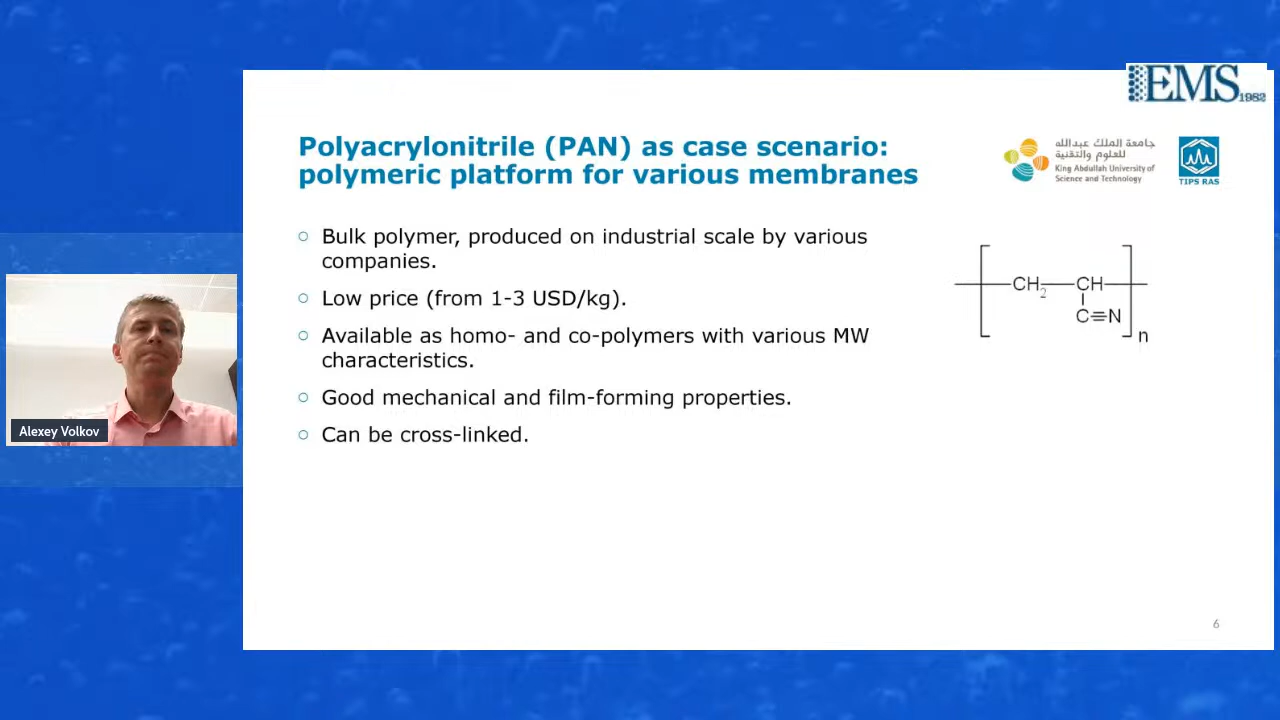 EMS 1982
Polyacrylonitrile (PAN) as case scenario:
polymeric platform for various membranes
جامعة الملك عبدالله
للعلوم والتقنية
King Abdullah University of
Science and Technology
TIPS RAS
Bulk polymer, produced on industrial scale by various
companies.
Low price (from 1-3 USD/kg).
Available as homo- and co-polymers with various MW
characteristics.
Good mechanical and film-forming properties.
Can be cross-linked.
CH2 CH
C≡N
n
Alexey Volkov
6